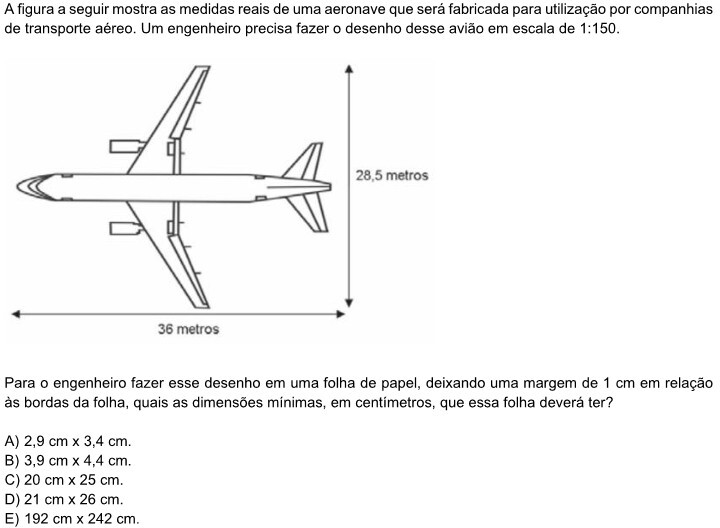 A figura a seguir mostra as medidas reais de uma aeronave que será fabricada para utilização por companhias
de transporte aéreo. Um engenheiro precisa fazer o desenho desse avião em escala de 1:150.
28,5 metros
36 metros
Para o engenheiro fazer esse desenho em uma folha de papel, deixando uma margem de 1 cm em relação
às bordas da folha, quais as dimensões mínimas, em centímetros, que essa folha deverá ter?
A) 2,9 cm x 3,4 cm.
B) 3,9 cm x 4,4 cm.
C) 20 cm x 25 cm.
D) 21 cm x 26 cm.
E) 192 cm x 242 cm.